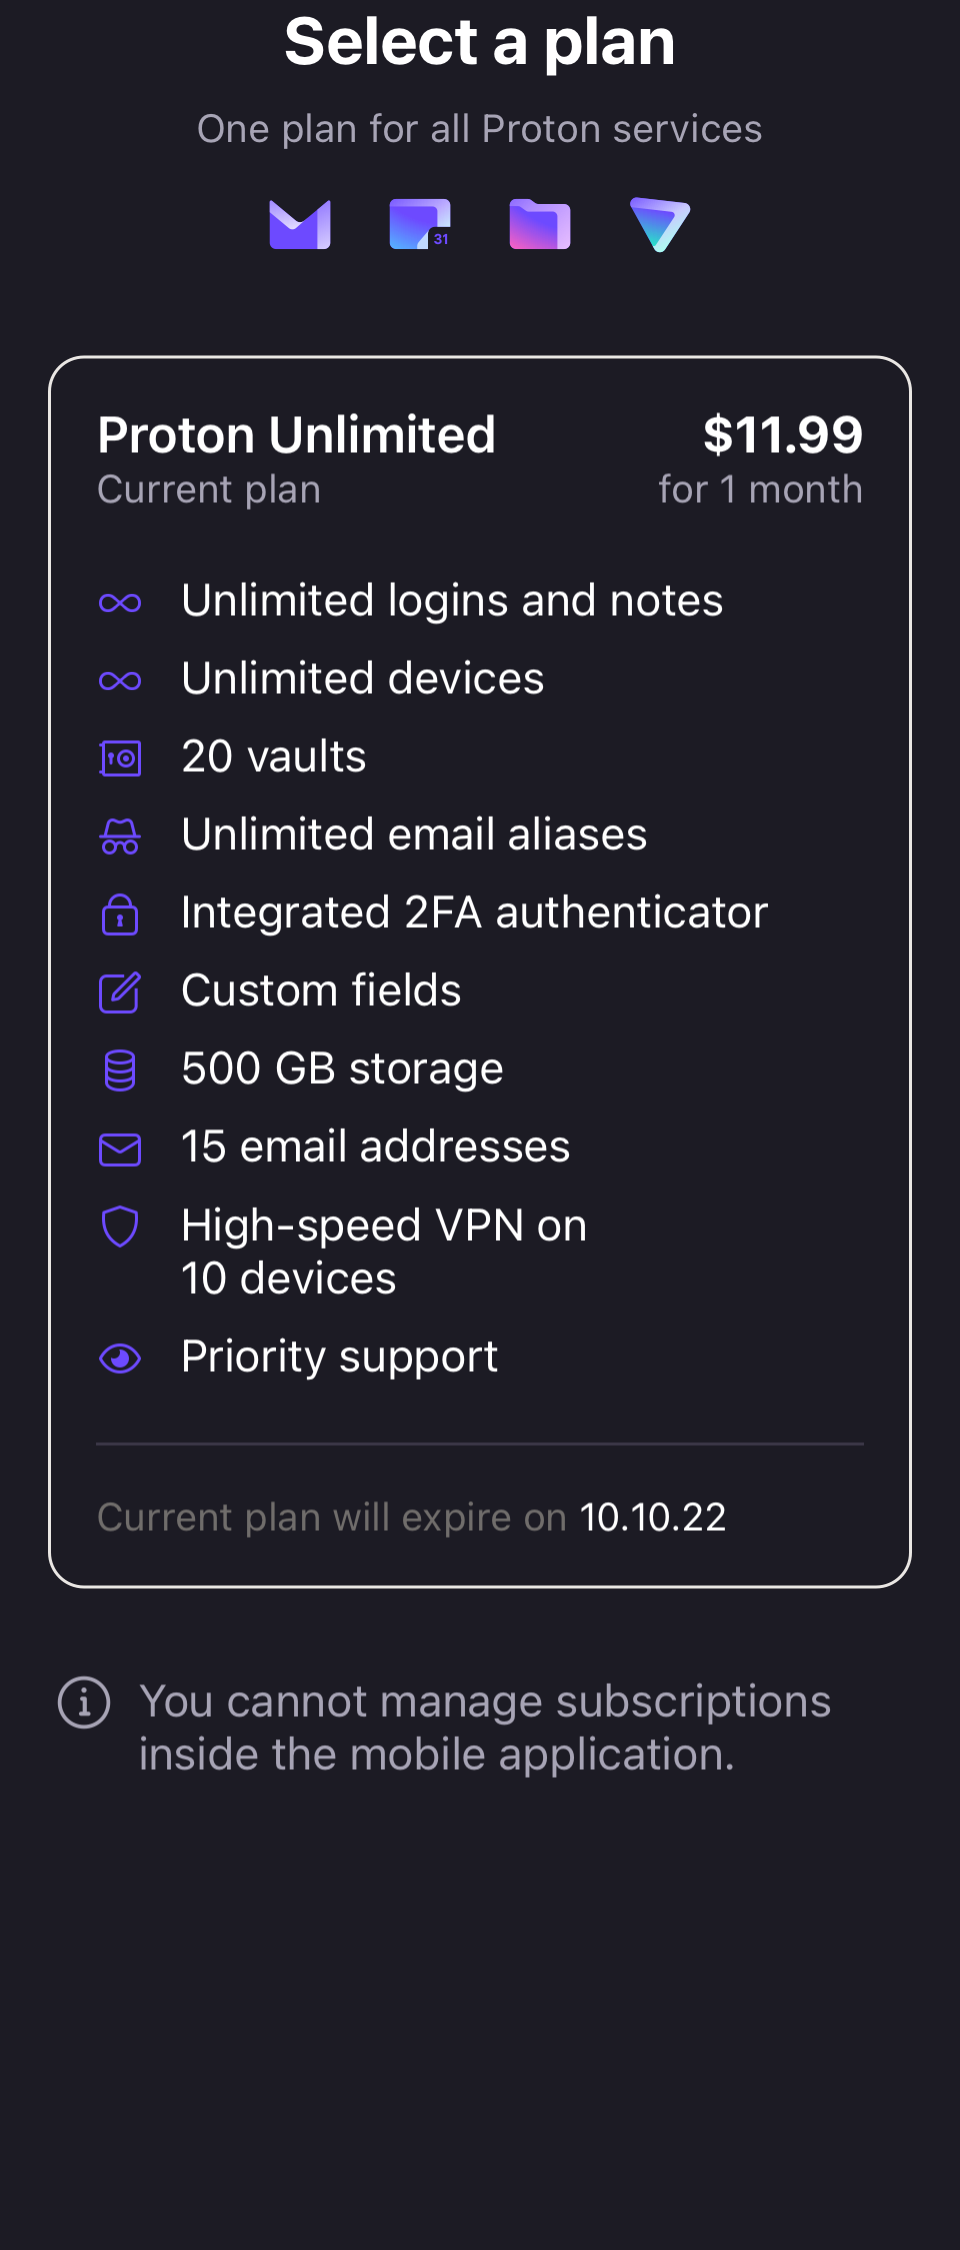 Select a plan
One plan for all Proton services
31
Proton Unlimited
$11.99
Current plan
for 1 month
Unlimited logins and notes
Unlimited devices
20 vaults
Unlimited email aliases
Integrated 2FA authenticator
Custom fields
500 GB storage
15 email addresses
High-speed VPN on
10 devices
Priority support
Current plan will expire on 10.10.22
You cannot manage subscriptions
inside the mobile application.